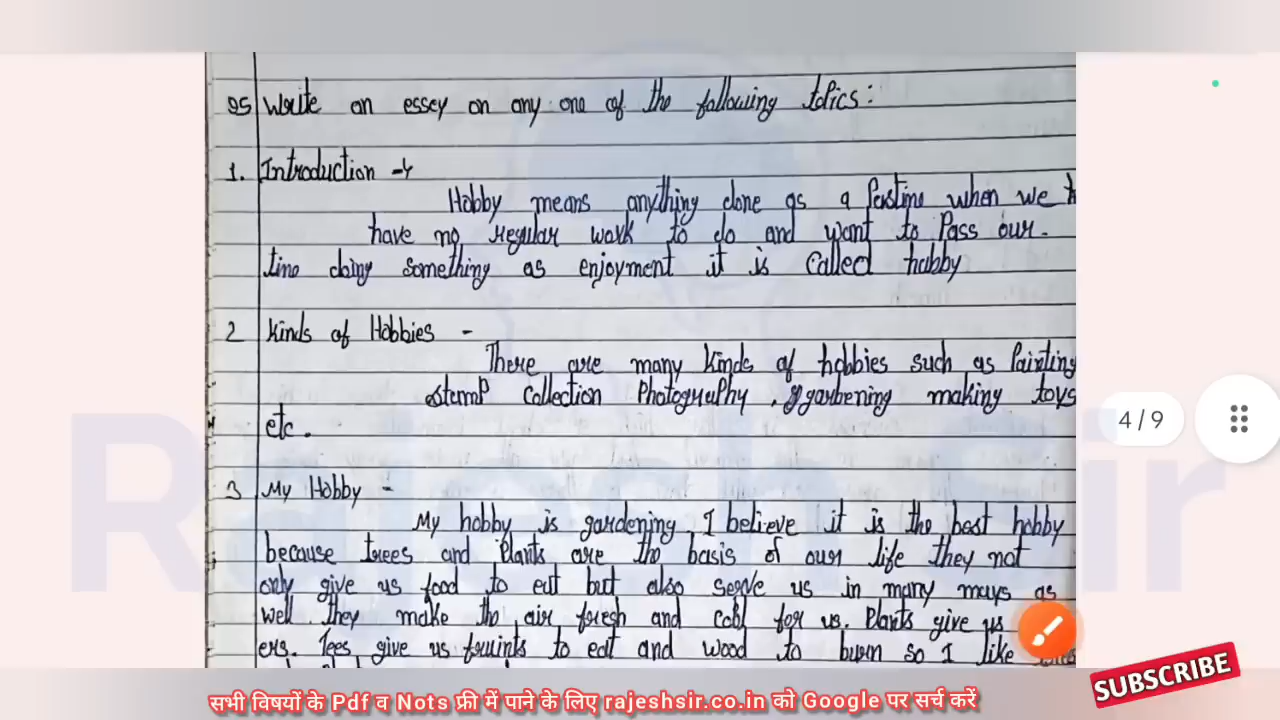 Q5 Write an essey on any one of the following topics:
1. Introduction →
Hobby means anything done as a Perstime when we
have no regular work to do and want to Pass our.
time doing something as enjoyment it is Called hobby
2 Kinds of Hobbies -
There are many kinds of hobbies such as Painting
stamp Collection Photography , garbening making toys
etc.
3 My Hobby -
My hobby is gardening. I believe it is the best hobby
because trees and Plants are the basis of our life they not
only give us food to eat but also serve us in many mays as
well. they make the air fresh and cool for us. Plants give us
ers. Tees give us fruints to eat and wood to burn so I like
Rajesh Sir
4 / 9
SUBSCRIBE
सभी विषयों के Pdf व Nots फ्री में पाने के लिए rajeshsir.co.in को Google पर सर्च करें